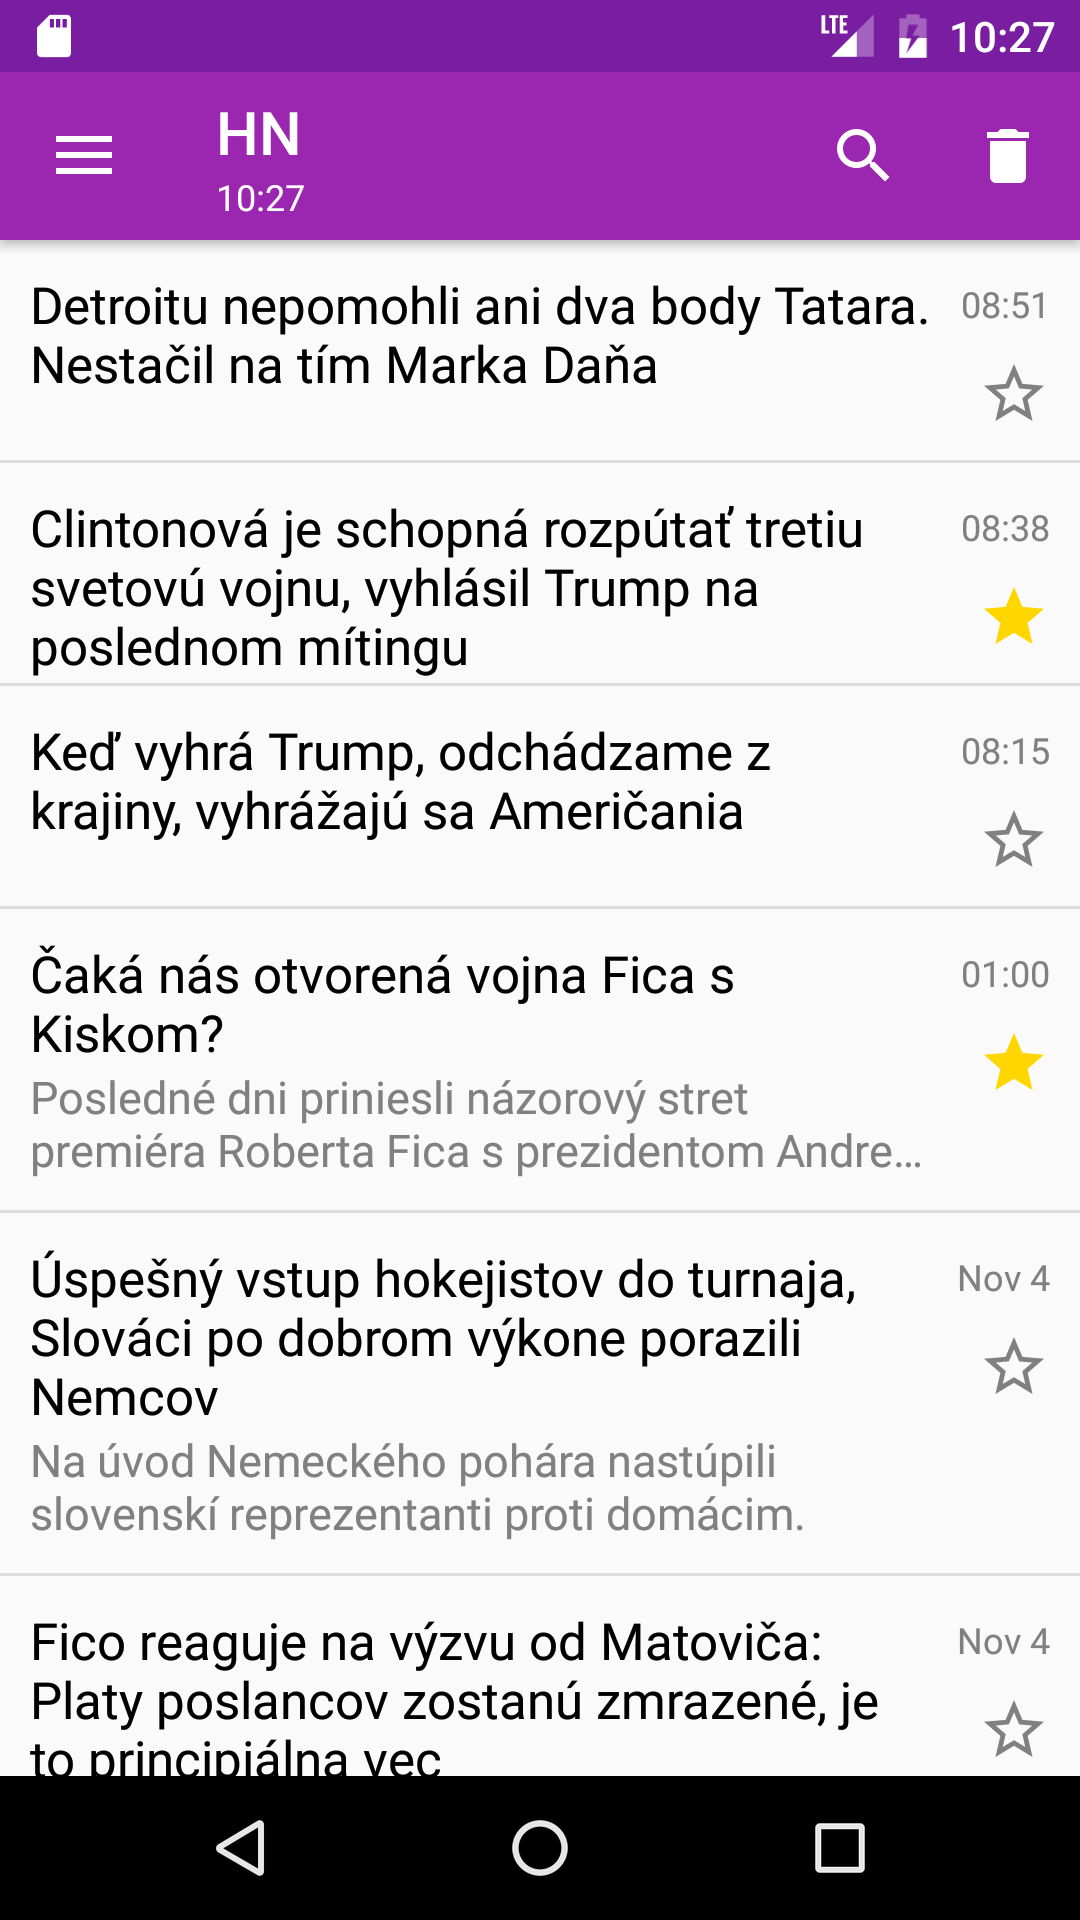 LTE 10:27
HN
10:27
Detroitu nepomohli ani dva body Tatara. 08:51
Nestačil na tím Marka Daňa
Clintonová je schopná rozpútať tretiu 08:38
svetovú vojnu, vyhlásil Trump na
poslednom mítingu
Keď vyhrá Trump, odchádzame z 08:15
krajiny, vyhrážajú sa Američania
Čaká nás otvorená vojna Fica s 01:00
Kiskom?
Posledné dni priniesli názorový stret
premiéra Roberta Fica s prezidentom Andre...
Úspešný vstup hokejistov do turnaja, Nov 4
Slováci po dobrom výkone porazili
Nemcov
Na úvod Nemeckého pohára nastúpili
slovenskí reprezentanti proti domácim.
Fico reaguje na výzvu od Matoviča: Nov 4
Platy poslancov zostanú zmrazené, je
to principiálna vec